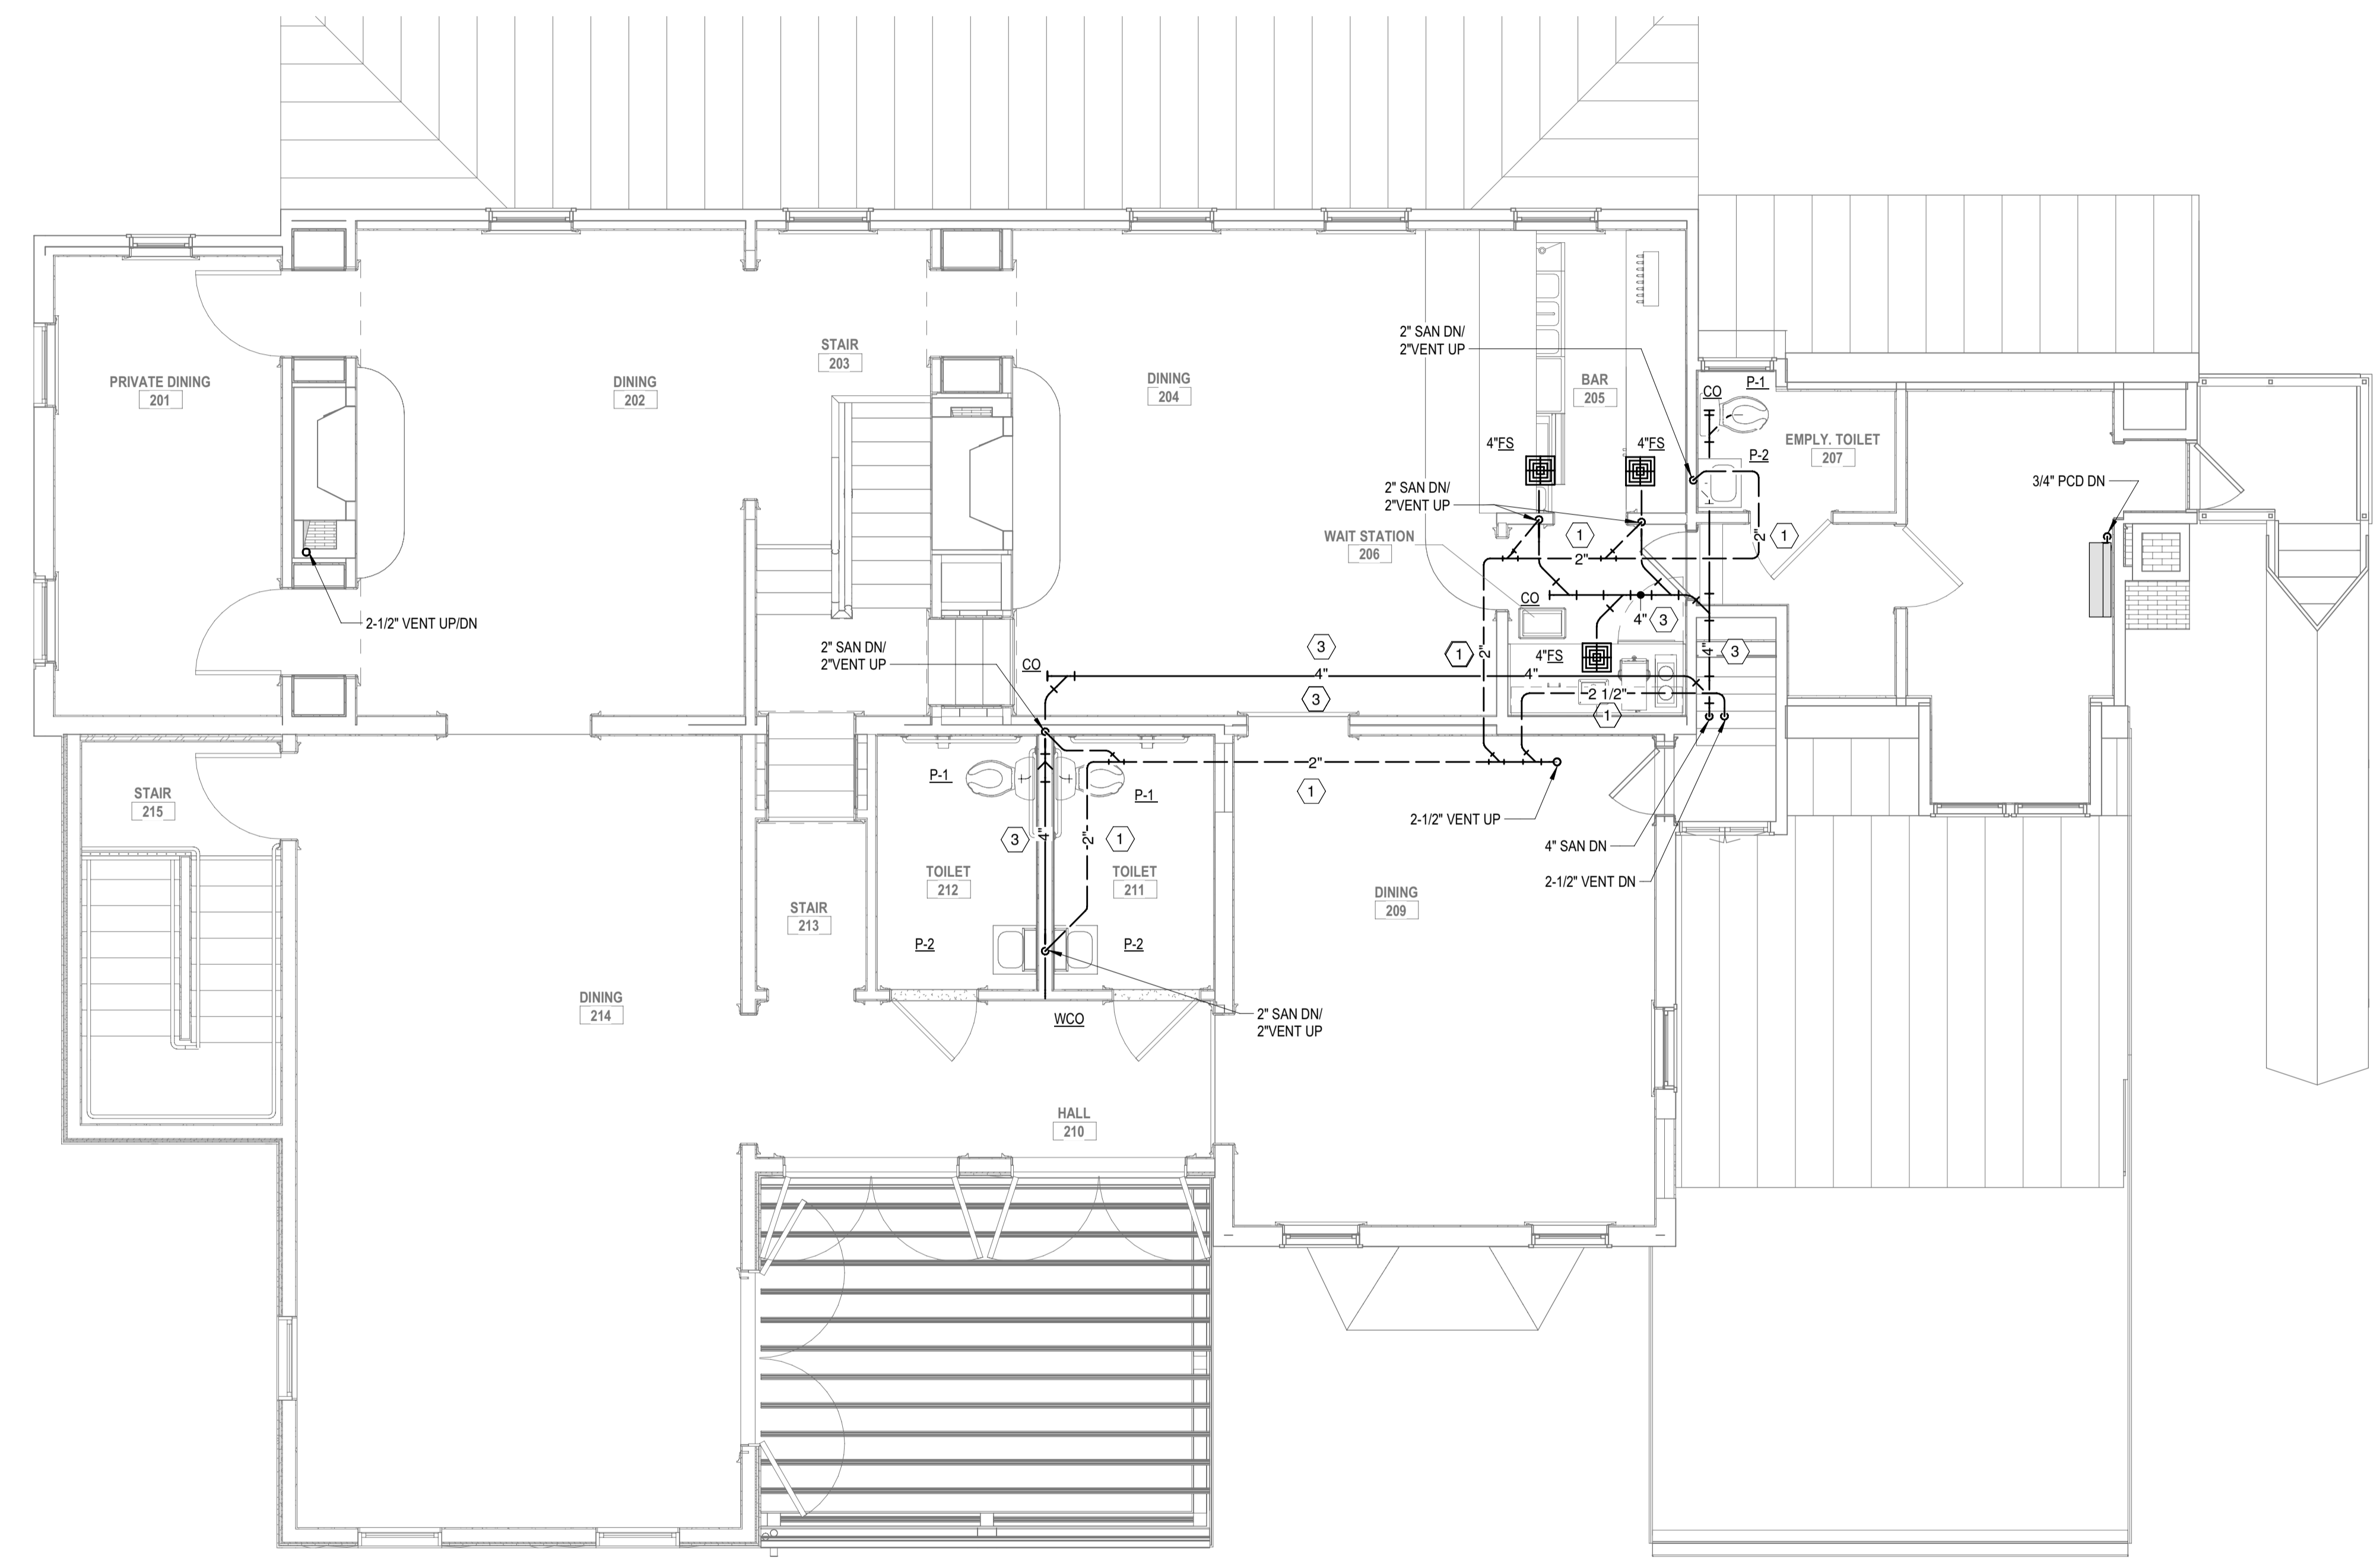 2" SAN DN/
2"VENT UP
STAIR
203
PRIVATE DINING
201
DINING
202
DINING
204
BAR
205
P-1
CO
EMPLY. TOILET
207
P-2
4"FS
4"FS
3/4" PCD DN
2" SAN DN/
2"VENT UP
WAIT STATION
206
1
2"
2"
1
CO
4"
3
2-1/2" VENT UP/DN
2" SAN DN/
2"VENT UP
CO
3
1
2"
4"FS
4"
3
4"
4"
3
2 1/2"
1
P-1
P-1
2"
1
STAIR
215
2-1/2" VENT UP
3
4"
2"
1
4" SAN DN
TOILET
212
TOILET
211
2-1/2" VENT DN
DINING
209
STAIR
213
P-2
P-2
DINING
214
WCO
2" SAN DN/
2"VENT UP
HALL
210